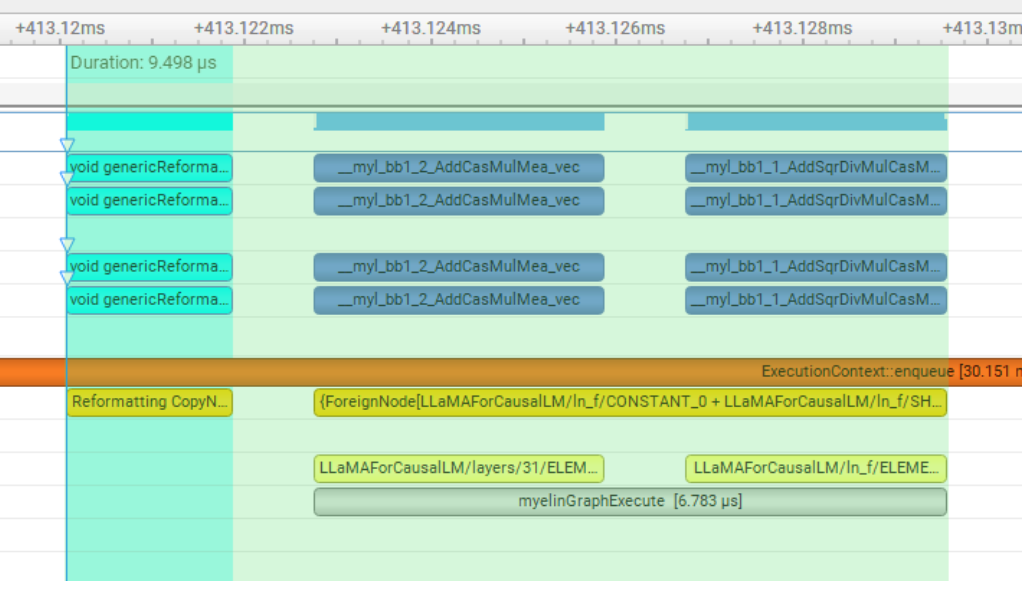 +413.12ms +413.122ms +413.124ms +413.126ms +413.128ms +413.13m
Duration: 9.498 µs
void genericReforma... __myl_bb1_2_AddCasMulMea_vec __myl_bb1_1_AddSqrDivMulCasM...
void genericReforma... __myl_bb1_2_AddCasMulMea_vec __myl_bb1_1_AddSqrDivMulCasM...
void genericReforma... __myl_bb1_2_AddCasMulMea_vec __myl_bb1_1_AddSqrDivMulCasM...
void genericReforma... __myl_bb1_2_AddCasMulMea_vec __myl_bb1_1_AddSqrDivMulCasM...
ExecutionContext::enqueue [30.151 m
Reformatting CopyN... {ForeignNode[LLaMAForCausalLM/ln_f/CONSTANT_0 + LLaMAForCausalLM/ln_f/SH...
LLaMAForCausalLM/layers/31/ELEM... LLaMAForCausalLM/ln_f/ELEME...
myelinGraphExecute [6.783 µs]